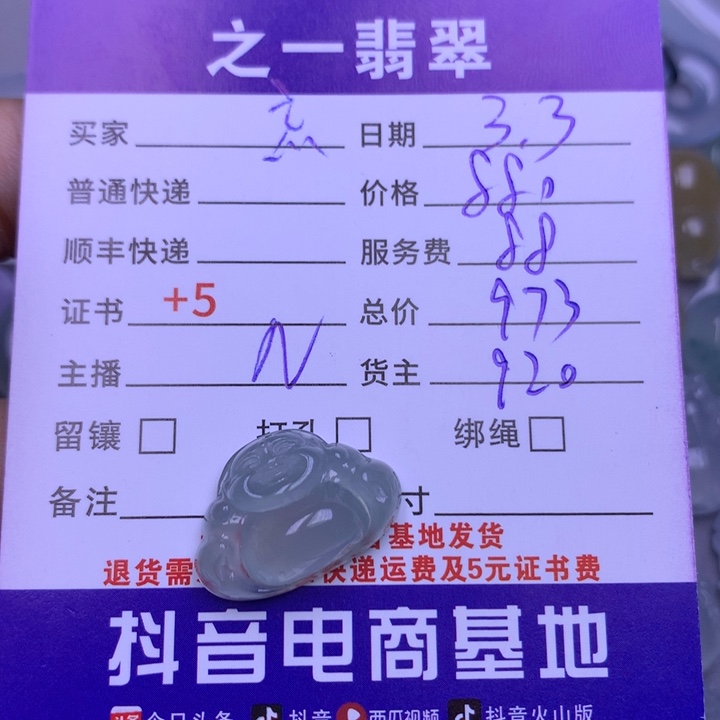 之一翡翠
买家 日期 3.3
普通快递 价格 880
顺丰快递 服务费 88
证书 +5 总价 973
主播 N 货主 920
留镶 打孔 绑绳
备注 寸
基地发货
退货需 快递运费及5元证书费
抖音电商基地
今日头条 抖音 西瓜视频 抖音火山版